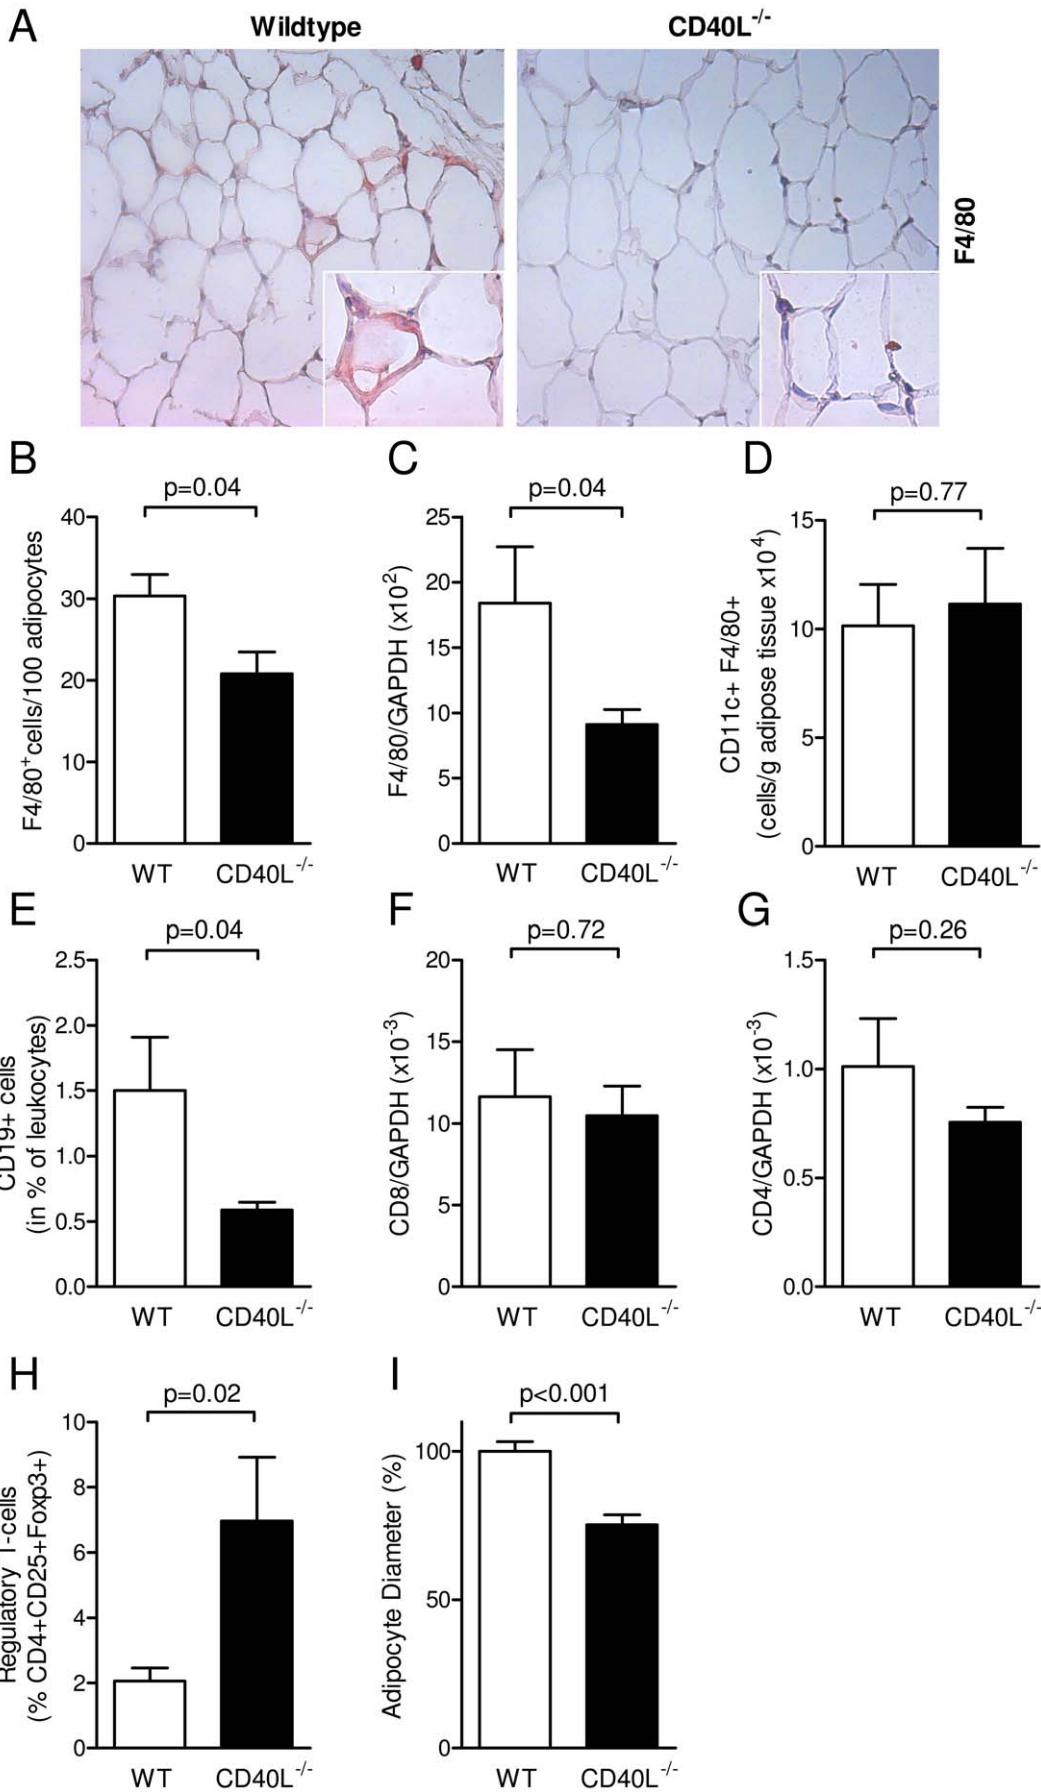 A
Wildtype
CD40L-/-
F4/80
B
p=0.04
F4/80+cells/100 adipocytes
40
30
20
10
0
WT
CD40L-/-
C
p=0.04
F4/80/GAPDH (x10²)
25
20
15
10
5
0
WT
CD40L-/-
D
p=0.77
CD11c+ F4/80+
(cells/g adipose tissue x10⁴)
15
10
5
0
WT
CD40L-/-
E
p=0.04
CD19+ cells
(in % of leukocytes)
2.5
2.0
1.5
1.0
0.5
0.0
WT
CD40L-/-
F
p=0.72
CD8/GAPDH (x10⁻³)
20
15
10
5
0
WT
CD40L-/-
G
p=0.26
CD4/GAPDH (x10⁻³)
1.5
1.0
0.5
0.0
WT
CD40L-/-
H
p=0.02
Regulatory T-cells
(% CD4+CD25+Foxp3+)
10
8
6
4
2
0
WT
CD40L-/-
I
p<0.001
Adipocyte Diameter (%)
100
50
0
WT
CD40L-/-